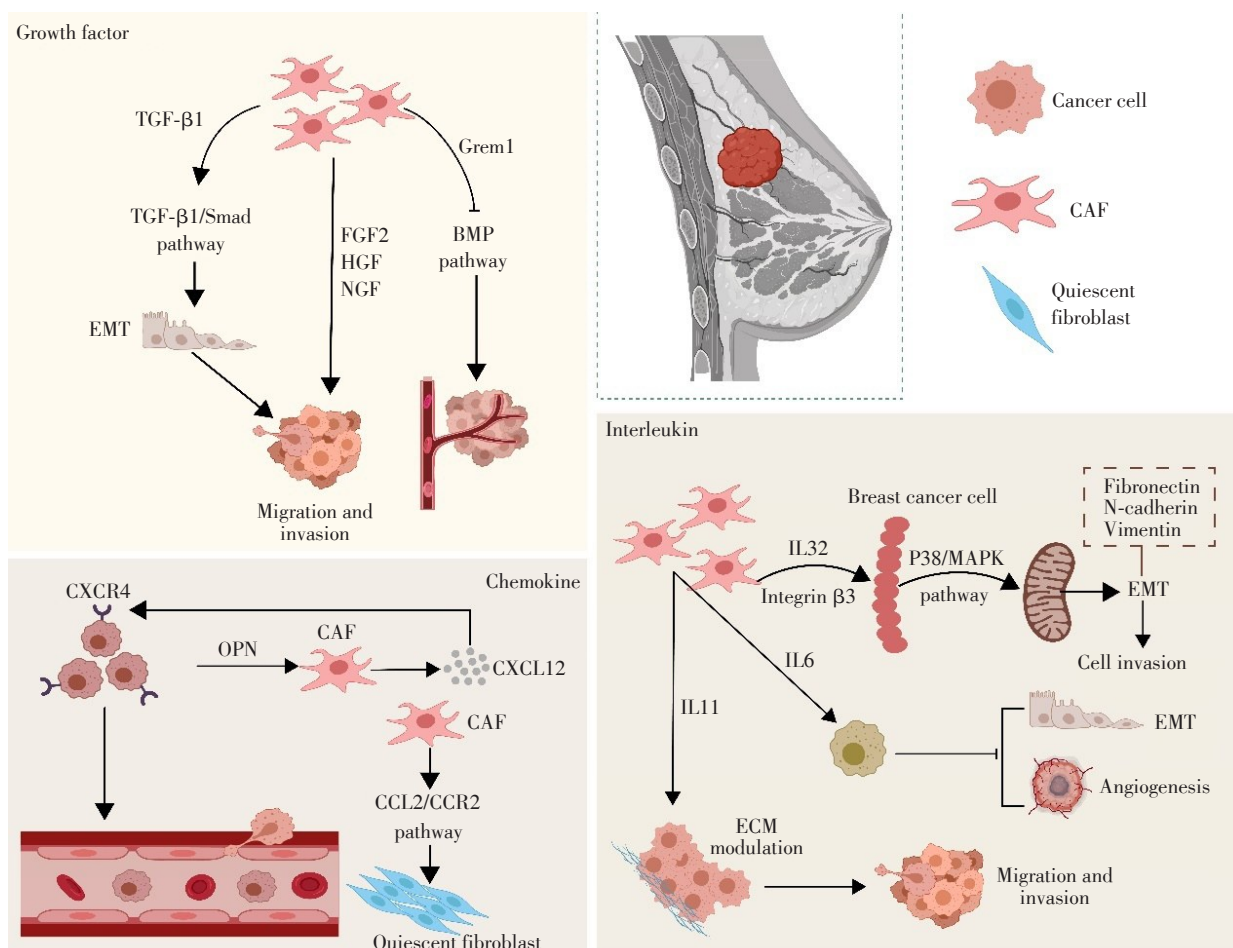 Growth factor
TGF-β1
Grem1
TGF-β1/Smad
pathway
FGF2
HGF
NGF
BMP
pathway
EMT
Migration and
invasion
Cancer cell
CAF
Quiescent
fibroblast
Chemokine
CXCR4
OPN
CAF
CXCL12
CAF
CCL2/CCR2
pathway
Quiescent fibroblast
Interleukin
Breast cancer cell
Fibronectin
N-cadherin
Vimentin
IL32
Integrin β3
P38/MAPK
pathway
EMT
Cell invasion
IL6
IL11
EMT
Angiogenesis
ECM
modulation
Migration and
invasion